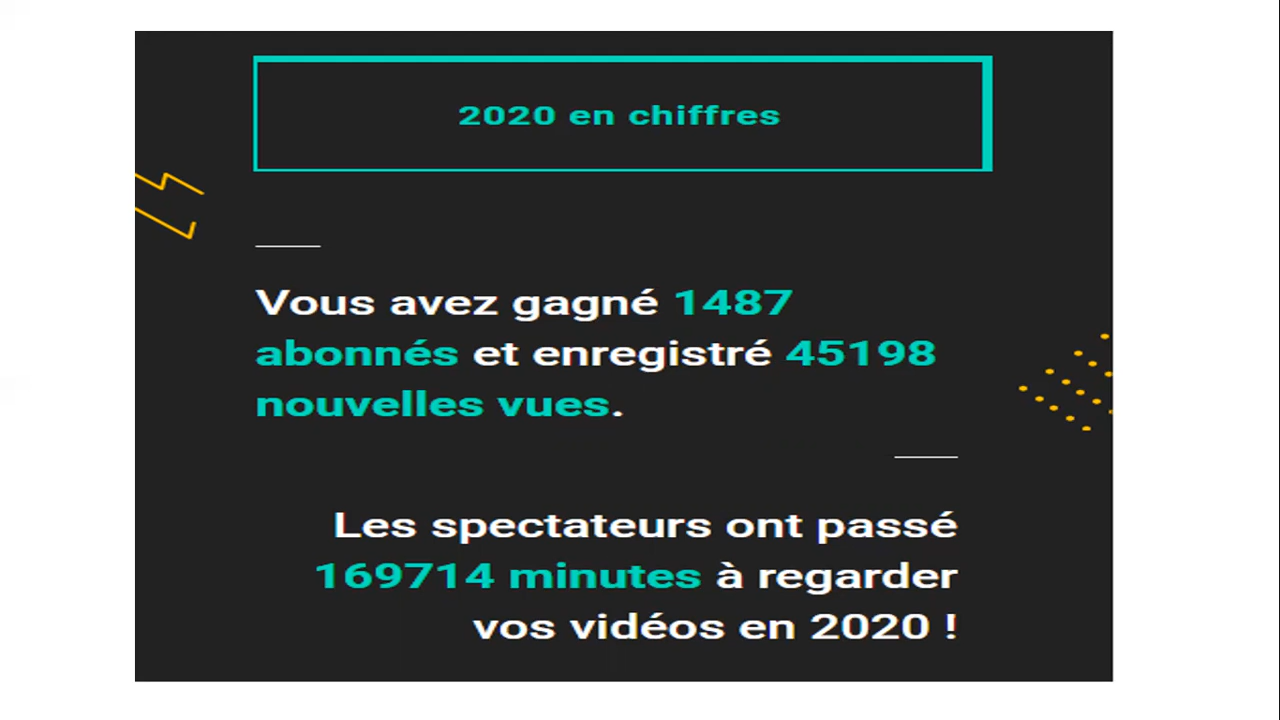 2020 en chiffres
Vous avez gagné 1487
abonnés et enregistré 45198
nouvelles vues.
Les spectateurs ont passé
169714 minutes à regarder
vos vidéos en 2020 !